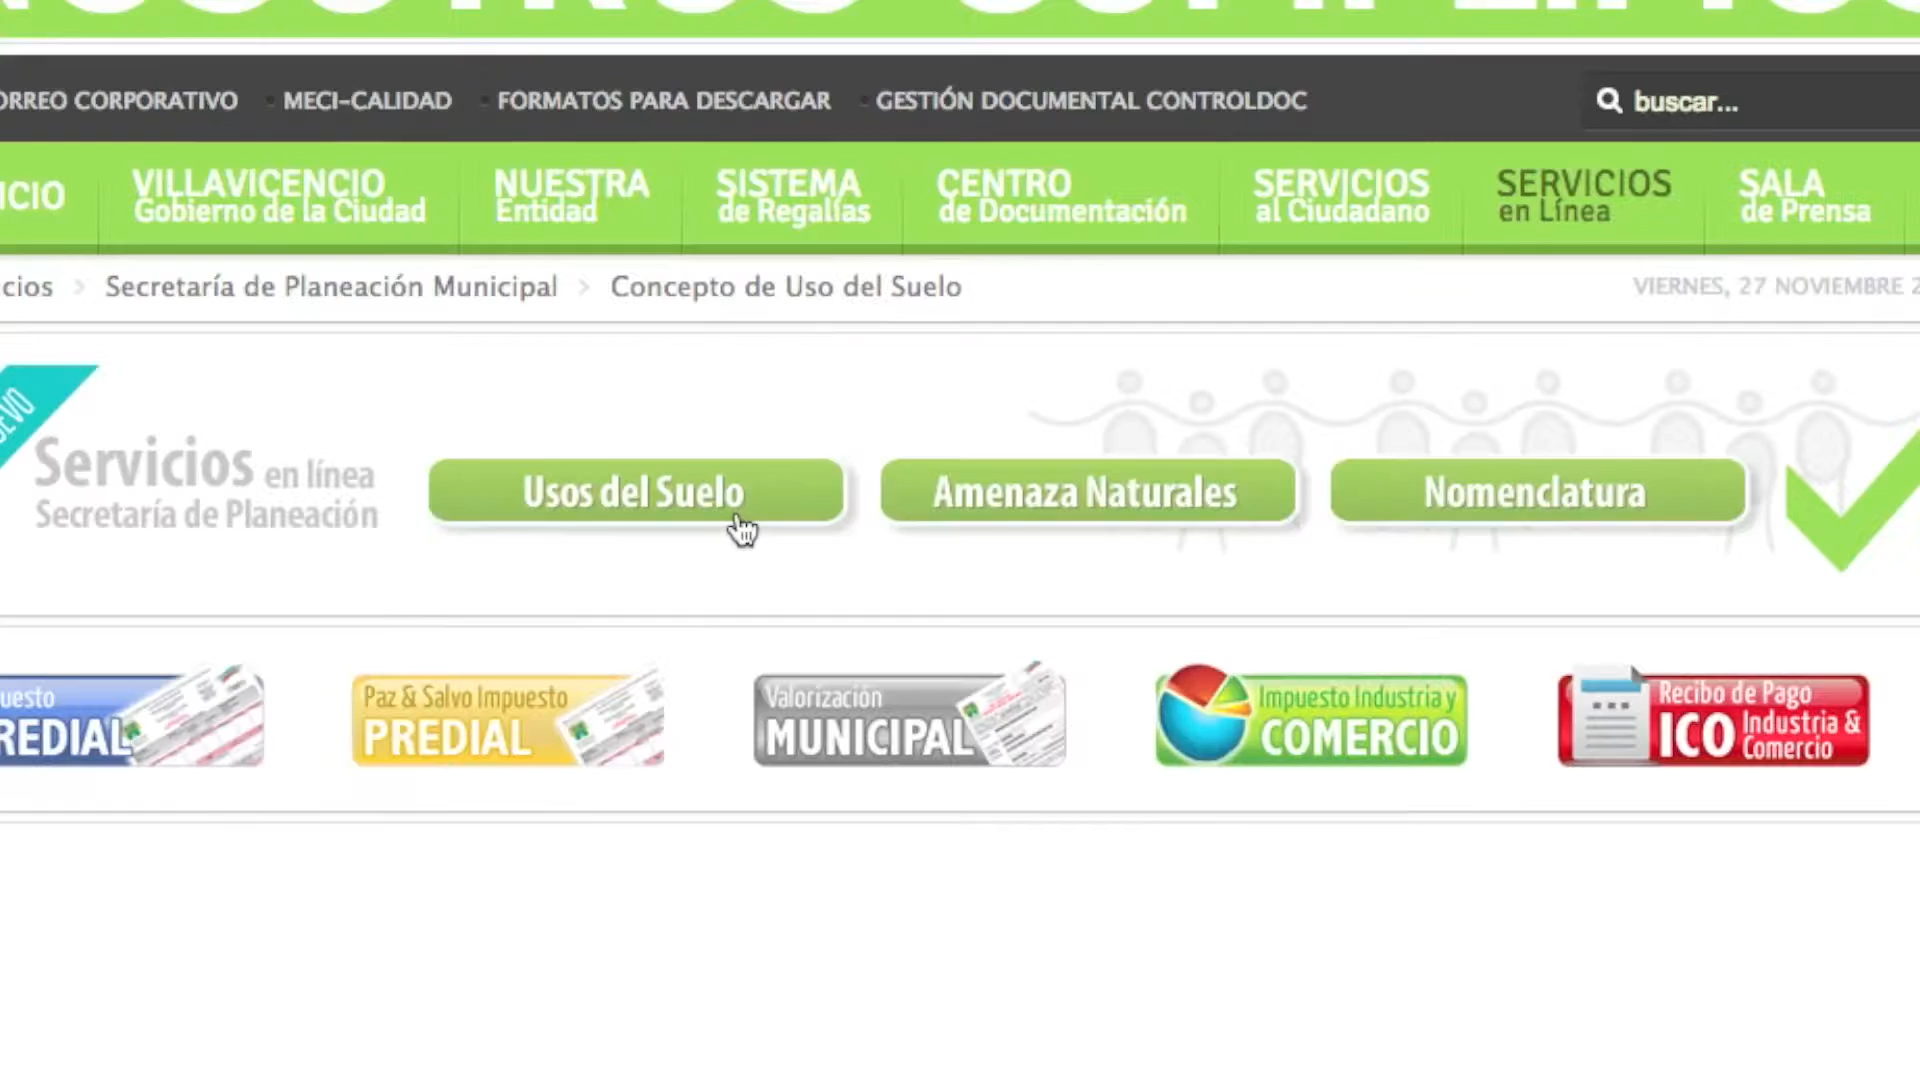 ORREO CORPORATIVO MECI-CALIDAD FORMATOS PARA DESCARGAR GESTIÓN DOCUMENTAL CONTROLDOC buscar...
ICIO
VILLAVICENCIO
Gobierno de la Ciudad
NUESTRA
Entidad
SISTEMA
de Regalías
CENTRO
de Documentación
SERVICIOS
al Ciudadano
SERVICIOS
en Línea
SALA
de Prensa
cios > Secretaría de Planeación Municipal > Concepto de Uso del Suelo
VIERNES, 27 NOVIEMBRE 2
Servicios en línea
Secretaría de Planeación
Usos del Suelo
Amenaza Naturales
Nomenclatura
uesto
REDIAL
Paz & Salvo Impuesto
PREDIAL
Valorización
MUNICIPAL
Impuesto Industria y
COMERCIO
Recibo de Pago
ICO Industria &
Comercio